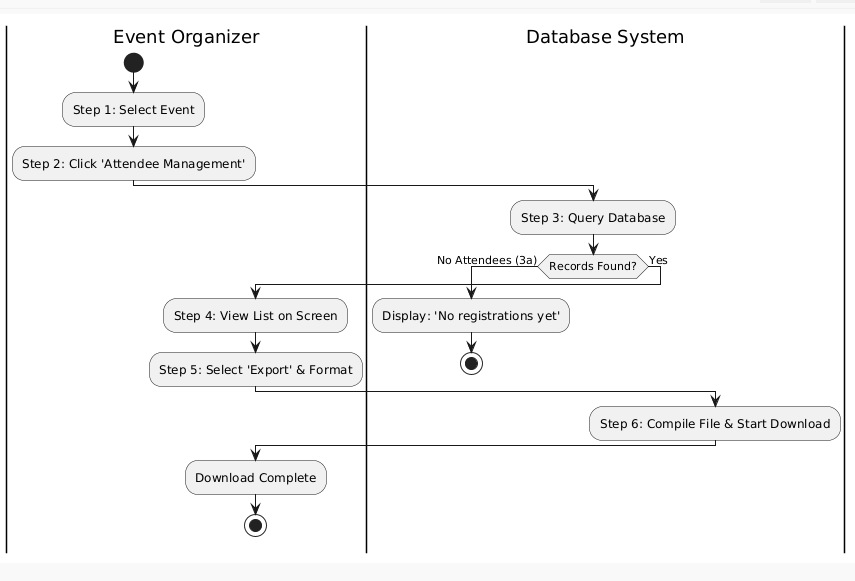 Event Organizer
Database System
Step 1: Select Event
Step 2: Click 'Attendee Management'
Step 3: Query Database
No Attendees (3a)
Records Found?
Yes
Step 4: View List on Screen
Display: 'No registrations yet'
Step 5: Select 'Export' & Format
Step 6: Compile File & Start Download
Download Complete